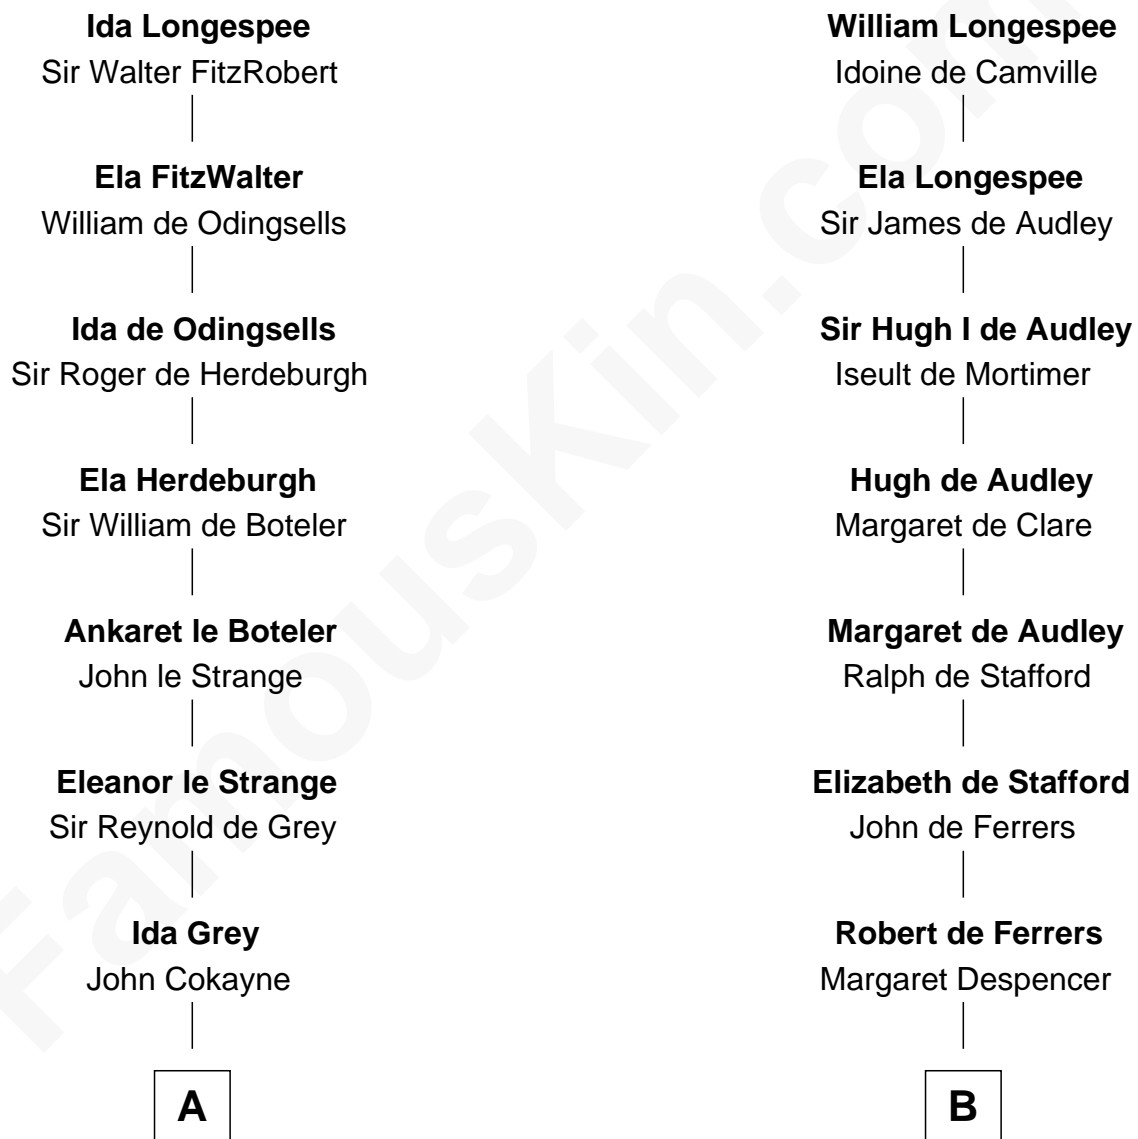 Ida Longespee
Sir Walter FitzRobert
Ela FitzWalter
William de Odingsells
Ida de Odingsells
Sir Roger de Herdeburgh
Ela Herdeburgh
Sir William de Boteler
Ankaret le Boteler
John le Strange
Eleanor le Strange
Sir Reynold de Grey
Ida Grey
John Cokayne
A
William Longespee
Idoine de Camville
Ela Longespee
Sir James de Audley
Sir Hugh I de Audley
Iseult de Mortimer
Hugh de Audley
Margaret de Clare
Margaret de Audley
Ralph de Stafford
Elizabeth de Stafford
John de Ferrers
Robert de Ferrers
Margaret Despencer
B
FamousKin.com